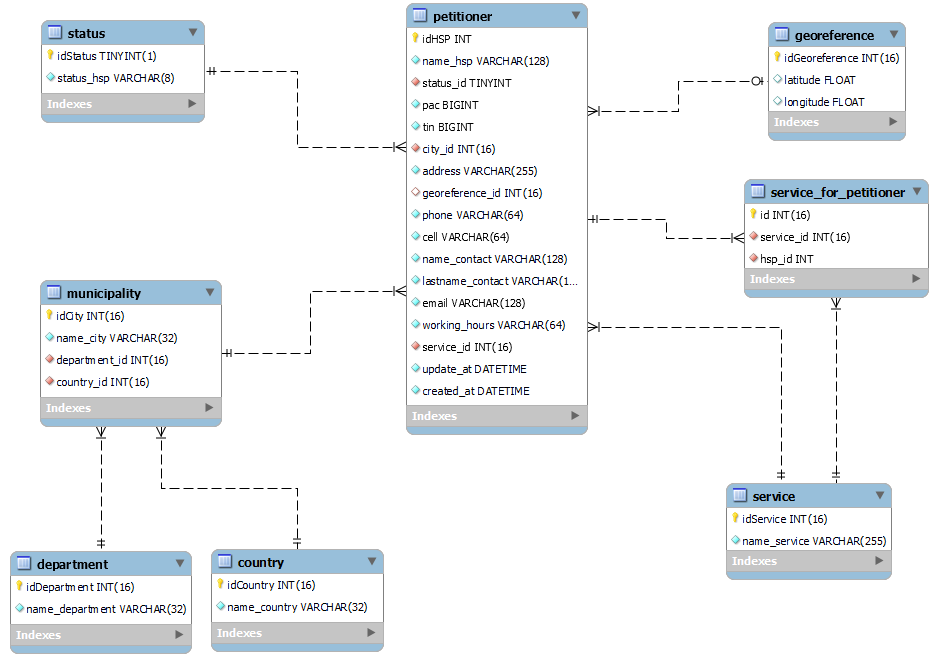 status
idStatus TINYINT(1)
status_hsp VARCHAR(8)
Indexes
petitioner
idHSP INT
name_hsp VARCHAR(128)
status_id TINYINT
pac BIGINT
tin BIGINT
city_id INT(16)
address VARCHAR(255)
georeference_id INT(16)
phone VARCHAR(64)
cell VARCHAR(64)
name_contact VARCHAR(128)
lastname_contact VARCHAR(1...
email VARCHAR(128)
working_hours VARCHAR(64)
service_id INT(16)
update_at DATETIME
created_at DATETIME
Indexes
georeference
idGeoreference INT(16)
latitude FLOAT
longitude FLOAT
Indexes
service_for_petitioner
id INT(16)
service_id INT(16)
hsp_id INT
Indexes
municipality
idCity INT(16)
name_city VARCHAR(32)
department_id INT(16)
country_id INT(16)
Indexes
service
idService INT(16)
name_service VARCHAR(255)
Indexes
department
idDepartment INT(16)
name_department VARCHAR(32)
Indexes
country
idCountry INT(16)
name_country VARCHAR(32)
Indexes